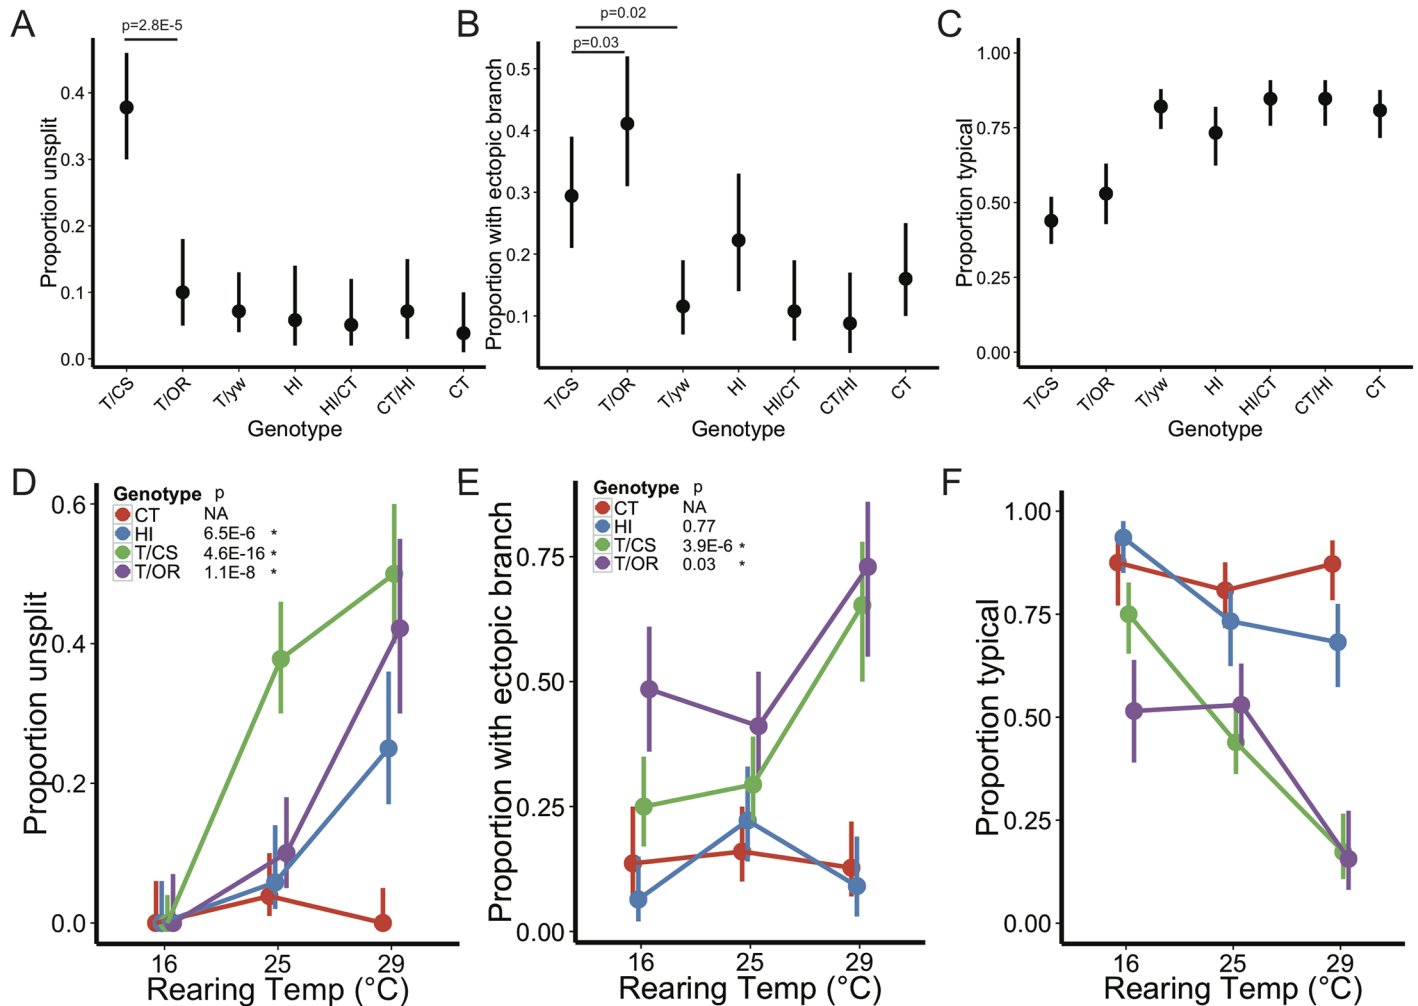 A
p=2.8E-5
Proportion unsplit
0.4
0.3
0.2
0.1
0.0
T/CS
T/OR
T/yw
HI
HI/CT
CT/HI
CT
Genotype
B
p=0.02
p=0.03
Proportion with ectopic branch
0.5
0.4
0.3
0.2
0.1
T/CS
T/OR
T/yw
HI
HI/CT
CT/HI
CT
Genotype
C
Proportion typical
1.00
0.75
0.50
0.25
0.00
T/CS
T/OR
T/yw
HI
HI/CT
CT/HI
CT
Genotype
D
Genotype p
CT NA
HI 6.5E-6 *
T/CS 4.6E-16 *
T/OR 1.1E-8 *
Proportion unsplit
0.6
0.4
0.2
0.0
16 25 29
Rearing Temp (°C)
E
Genotype p
CT NA
HI 0.77
T/CS 3.9E-6 *
T/OR 0.03 *
Proportion with ectopic branch
0.75
0.50
0.25
0.00
16 25 29
Rearing Temp (°C)
F
Proportion typical
1.00
0.75
0.50
0.25
0.00
16 25 29
Rearing Temp (°C)